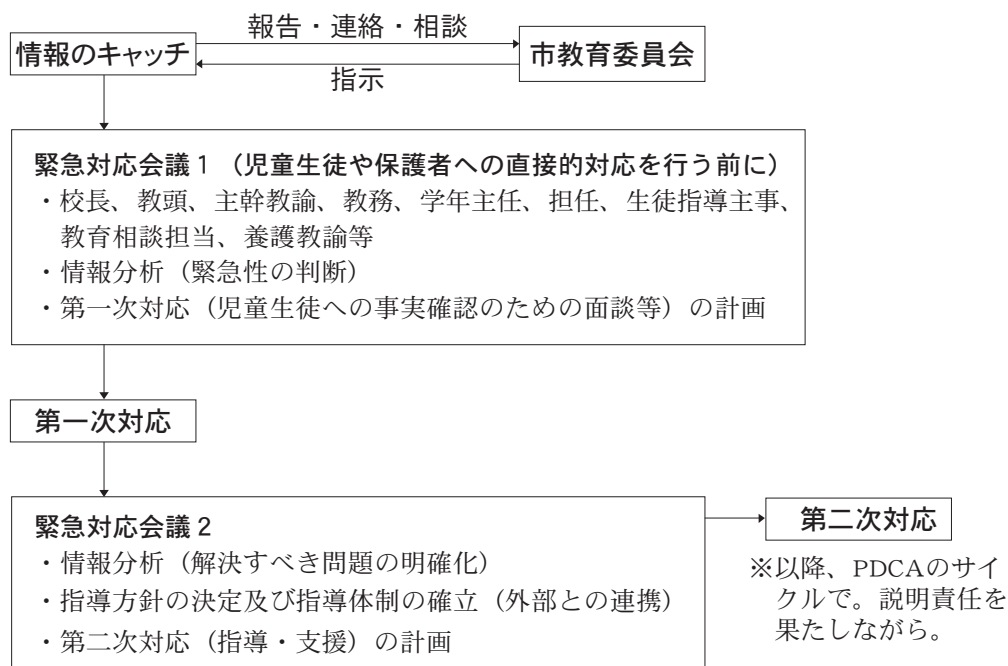 報告・連絡・相談
情報のキャッチ
市教育委員会
指示
緊急対応会議1（児童生徒や保護者への直接的対応を行う前に）
・校長、教頭、主幹教諭、教務、学年主任、担任、生徒指導主事、
教育相談担当、養護教諭等
・情報分析（緊急性の判断）
・第一次対応（児童生徒への事実確認のための面談等）の計画
第一次対応
緊急対応会議2
・情報分析（解決すべき問題の明確化）
・指導方針の決定及び指導体制の確立（外部との連携）
・第二次対応（指導・支援）の計画
第二次対応
※以降、PDCAのサイ
クルで。説明責任を
果たしながら。